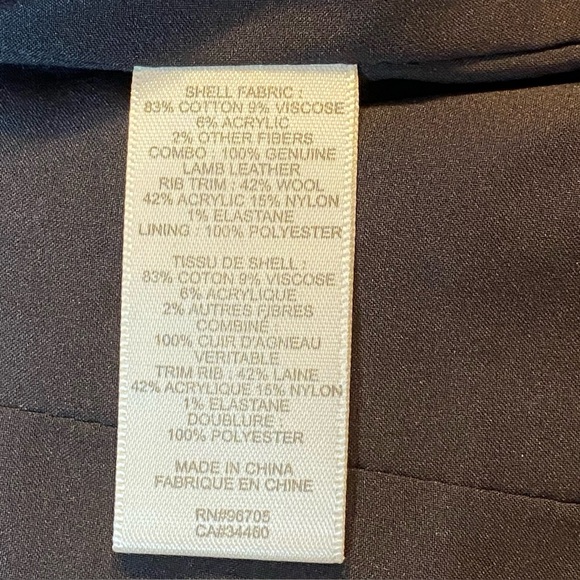 SHELL FABRIC :
83% COTTON 9% VISCOSE
6% ACRYLIC
2% OTHER FIBERS
COMBO : 100% GENUINE
LAMB LEATHER
RIB TRIM : 42% WOOL
42% ACRYLIC 15% NYLON
1% ELASTANE
LINING : 100% POLYESTER
TISSU DE SHELL :
83% COTON 9% VISCOSE
6% ACRYLIQUE
2% AUTRES FIBRES
COMBINÉ :
100% CUIR D'AGNEAU
VERITABLE
TRIM RIB : 42% LAINE
42% ACRYLIQUE 15% NYLON
1% ELASTANE
DOUBLURE :
100% POLYESTER
MADE IN CHINA
FABRIQUE EN CHINE
RN#96705
CA#34460